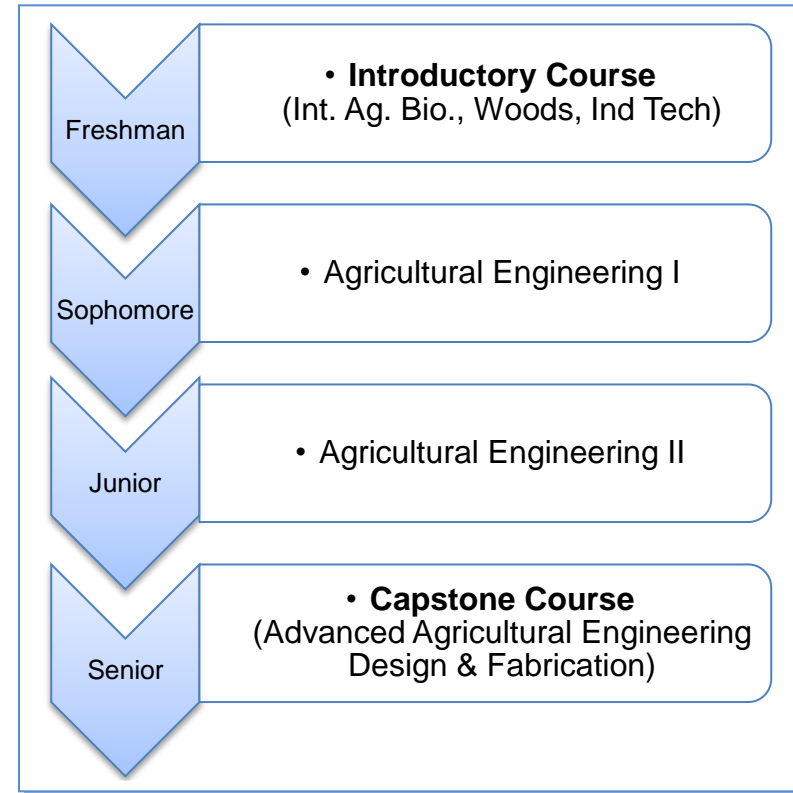 Freshman
• Introductory Course
(Int. Ag. Bio., Woods, Ind Tech)
Sophomore
• Agricultural Engineering I
Junior
• Agricultural Engineering II
Senior
• Capstone Course
(Advanced Agricultural Engineering
Design & Fabrication)